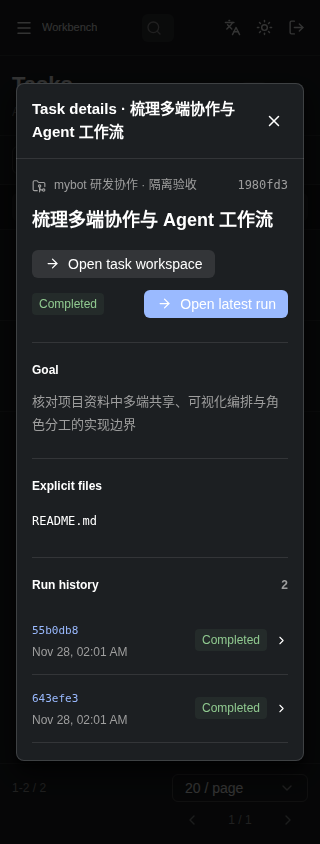 Workbench
Tasks
Task details · 梳理多端协作与
Agent 工作流
mybot 研发协作 · 隔离验收 1980fd3
梳理多端协作与 Agent 工作流
Open task workspace
Completed Open latest run
Goal
核对项目资料中多端共享、可视化编排与角
色分工的实现边界
Explicit files
README.md
Run history 2
55b0db8
Nov 28, 02:01 AM Completed
643efe3
Nov 28, 02:01 AM Completed
1-2 / 2 20 / page
1 / 1